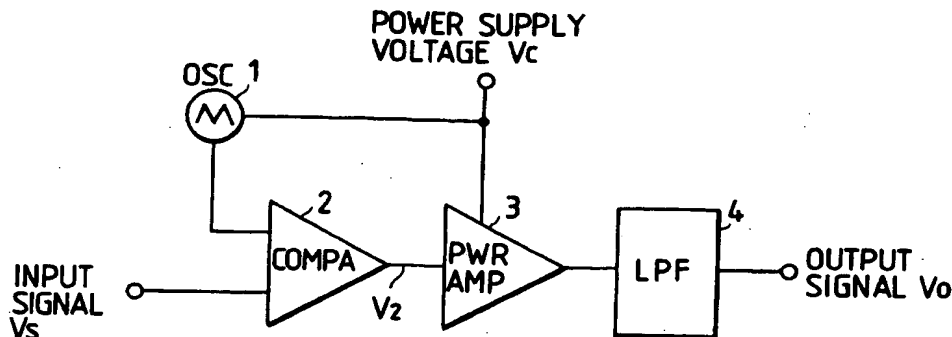 POWER SUPPLY
VOLTAGE Vc
OSC 1
2
COMPA
V2
3
PWR
AMP
4
LPF
INPUT
SIGNAL
Vs
OUTPUT
SIGNAL Vo